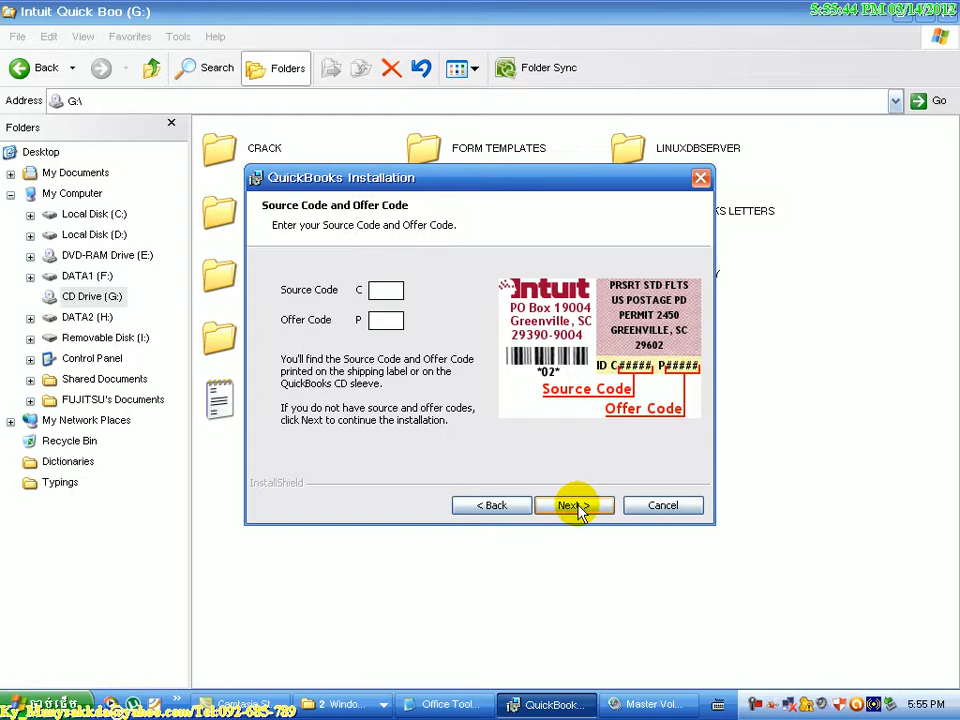 Intuit Quick Boo (G:)
5:55:44 PM 03/14/2012
File Edit View Favorites Tools Help
Back Search Folders Folder Sync
Address G:\ Go
Folders
Desktop
My Documents
My Computer
Local Disk (C:)
Local Disk (D:)
DVD-RAM Drive (E:)
DATA1 (F:)
CD Drive (G:)
DATA2 (H:)
Removable Disk (I:)
Control Panel
Shared Documents
FUJITSU's Documents
My Network Places
Recycle Bin
Dictionaries
Typings
CRACK FORM TEMPLATES LINUXDBSERVER
KS LETTERS
QuickBooks Installation
Source Code and Offer Code
Enter your Source Code and Offer Code.
Source Code C
Offer Code P
You'll find the Source Code and Offer Code
printed on the shipping label or on the
QuickBooks CD sleeve.
If you do not have source and offer codes,
click Next to continue the installation.
Intuit
PO Box 19004
Greenville, SC
29390-9004
*02*
PRSRT STD FLTS
US POSTAGE PD
PERMIT 2450
GREENVILLE, SC
29602
ID C##### P#####
Source Code
Offer Code
InstallShield
< Back Next > Cancel
2 Windo... Office Tool... QuickBook... Master Vol... 5:55 PM